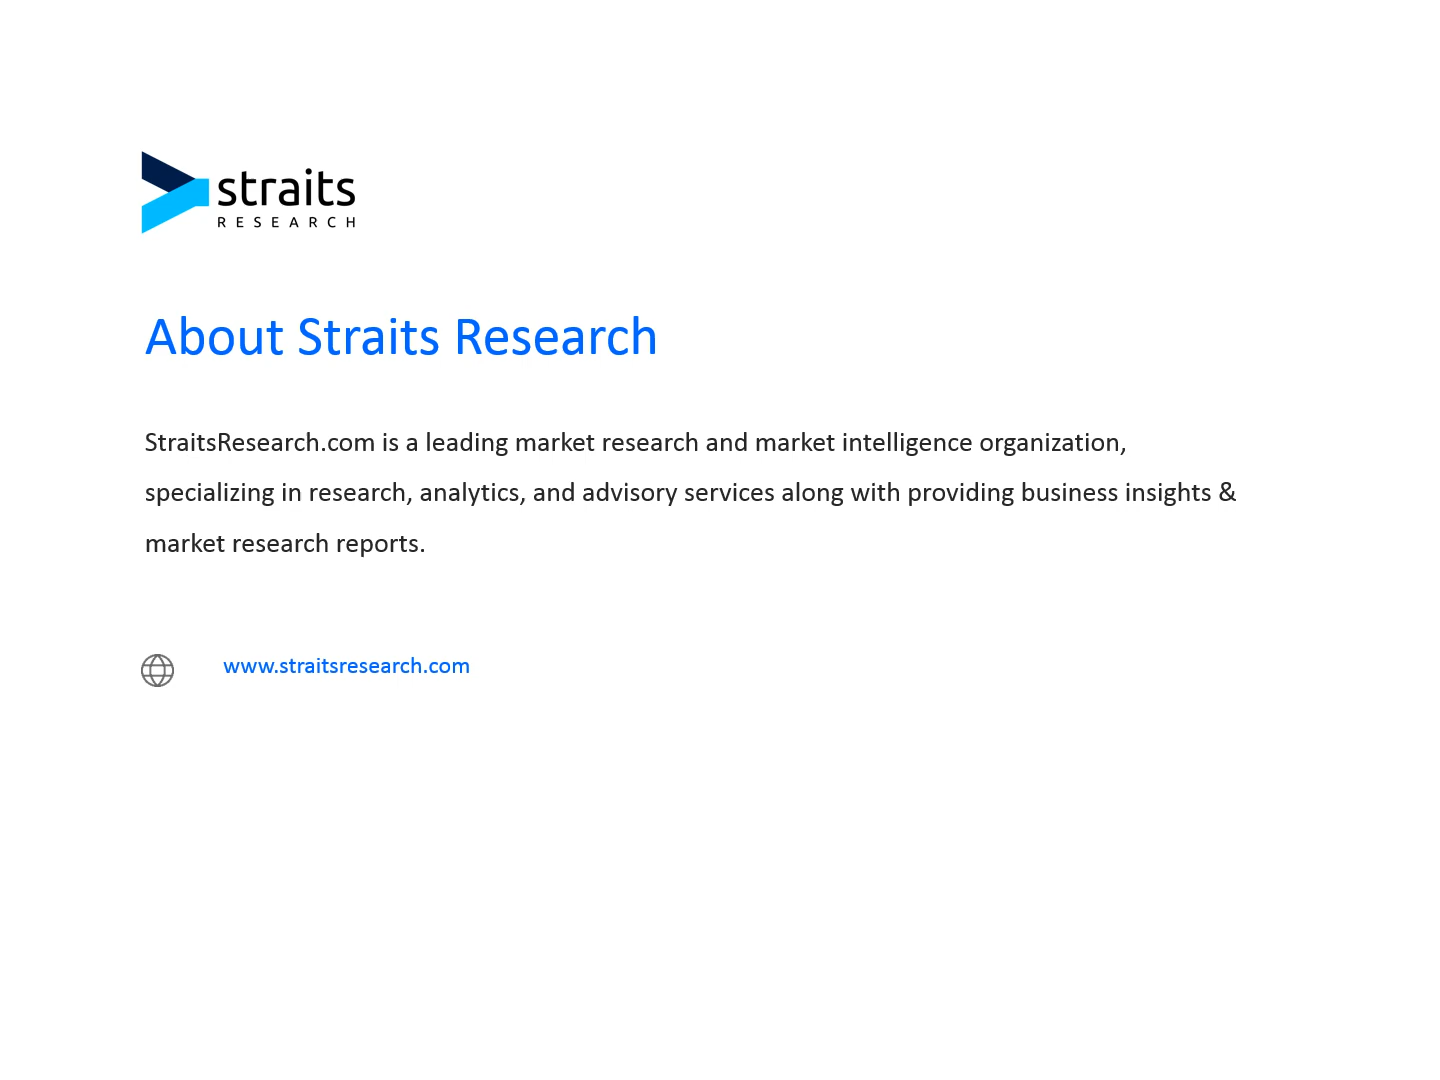 straits
RESEARCH
About Straits Research
StraitsResearch.com is a leading market research and market intelligence organization,
specializing in research, analytics, and advisory services along with providing business insights &
market research reports.
www.straitsresearch.com